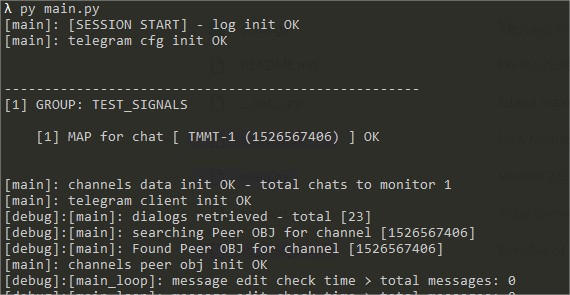 λ py main.py
[main]: [SESSION START] - log init OK
[main]: telegram cfg init OK
----------------------------------------------------
[1] GROUP: TEST_SIGNALS
[1] MAP for chat [ TMMT-1 (1526567406) ] OK
[main]: channels data init OK - total chats to monitor 1
[main]: telegram client init OK
[debug]:[main]: dialogs retrieved - total [23]
[debug]:[main]: searching Peer OBJ for channel [1526567406]
[debug]:[main]: Found Peer OBJ for channel [1526567406]
[main]: channels peer obj init OK
[debug]:[main_loop]: message edit check time > total messages: 0